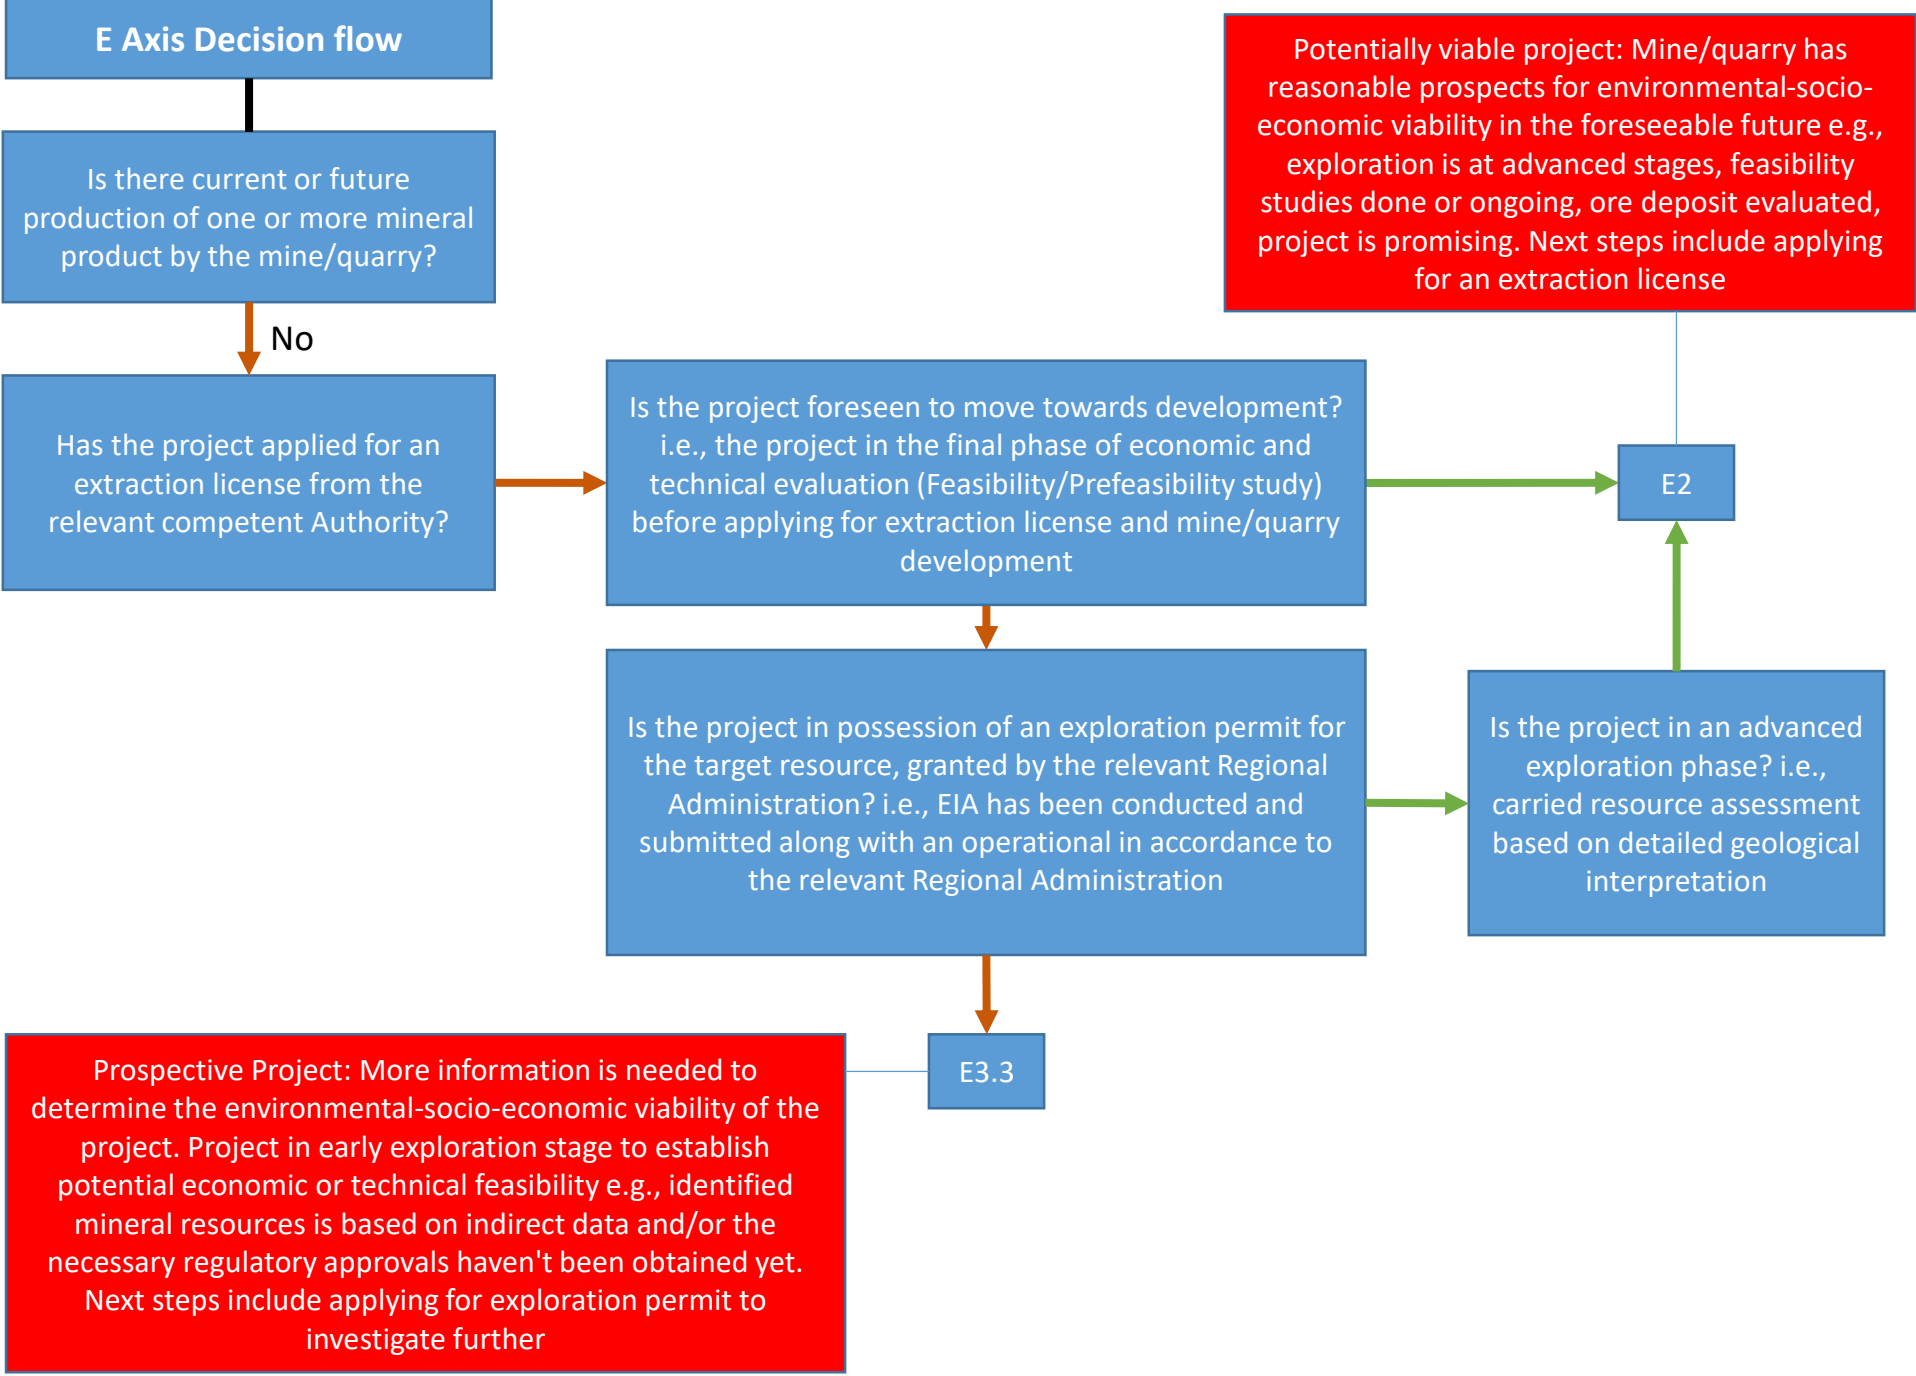 E Axis Decision flow
Is there current or future
production of one or more mineral
product by the mine/quarry?
No
Has the project applied for an
extraction license from the
relevant competent Authority?
Is the project foreseen to move towards development?
i.e., the project in the final phase of economic and
technical evaluation (Feasibility/Prefeasibility study)
before applying for extraction license and mine/quarry
development
E2
Potentially viable project: Mine/quarry has
reasonable prospects for environmental-socio-
economic viability in the foreseeable future e.g.,
exploration is at advanced stages, feasibility
studies done or ongoing, ore deposit evaluated,
project is promising. Next steps include applying
for an extraction license
Is the project in possession of an exploration permit for
the target resource, granted by the relevant Regional
Administration? i.e., EIA has been conducted and
submitted along with an operational in accordance to
the relevant Regional Administration
Is the project in an advanced
exploration phase? i.e.,
carried resource assessment
based on detailed geological
interpretation
E3.3
Prospective Project: More information is needed to
determine the environmental-socio-economic viability of the
project. Project in early exploration stage to establish
potential economic or technical feasibility e.g., identified
mineral resources is based on indirect data and/or the
necessary regulatory approvals haven't been obtained yet.
Next steps include applying for exploration permit to
investigate further